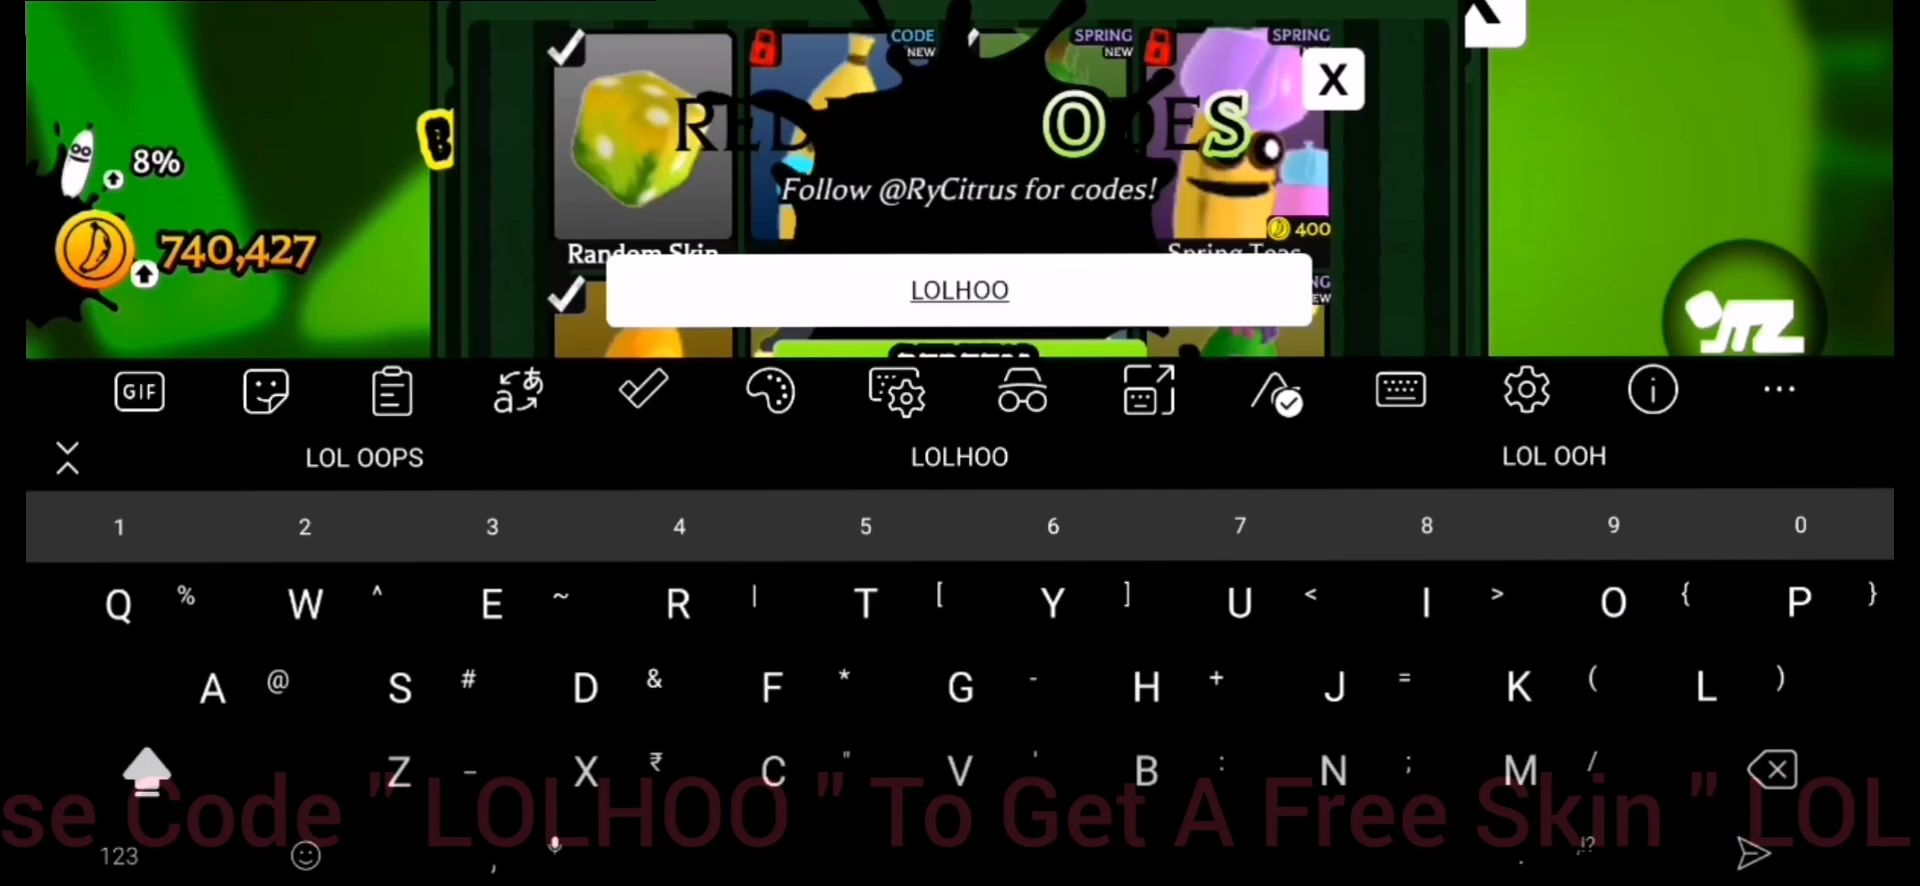 CODE
NEW
SPRING
NEW
SPRING
X
8%
B
Follow @RyCitrus for codes!
740,427
400
Random Skin
LOLHOO
GIF
LOL OOPS
LOLHOO
LOL OOH
1 2 3 4 5 6 7 8 9 0
Q % W ^ E ~ R | T [ Y ] U < I > O { P }
A @ S # D & F * G - H + J = K ( L )
Z _ X ₹ C " V ' B : N ; M /
se Code " LOLHOO " To Get A Free Skin " LOL
123 , . ,!?